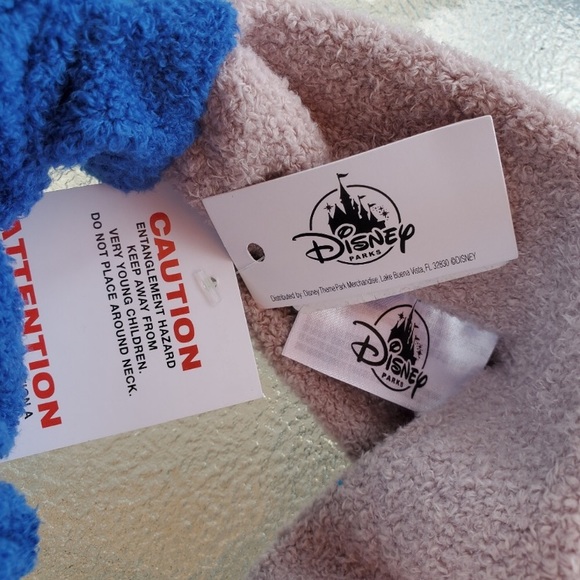 DISNEY
PARKS
Distributed by: Disney Theme Park Merchandise Lake Buena Vista, FL 32830 ©DISNEY
DISNEY
PARKS
CAUTION
ENTANGLEMENT HAZARD
KEEP AWAY FROM
VERY YOUNG CHILDREN.
DO NOT PLACE AROUND NECK.
ATTENTION